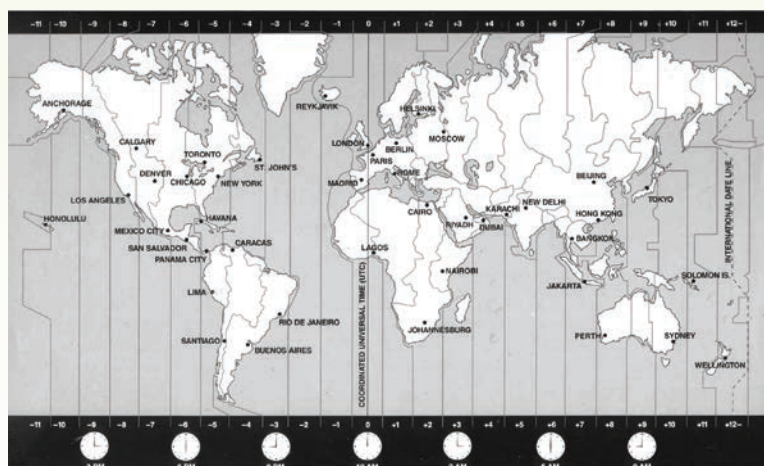 -11 -10 -9 -8 -7 -6 -5 -4 -3 -2 -1 0 +1 +2 +3 +4 +5 +6 +7 +8 +9 +10 +11 +12-
REYKJAVIK
ANCHORAGE
HELSINKI
MOSCOW
LONDON
BERLIN
CALGARY
TORONTO
PARIS
ST. JOHN'S
ROME
DENVER
CHICAGO
NEW YORK
MADRID
BEIJING
LOS ANGELES
TOKYO
HAVANA
CAIRO
KARACHI
NEW DELHI
HONOLULU
RIYADH
DUBAI
HONG KONG
MEXICO CITY
SAN SALVADOR
CARACAS
BANGKOK
PANAMA CITY
LAGOS
INTERNATIONAL DATE LINE
NAIROBI
SOLOMON IS.
LIMA
JAKARTA
RIO DE JANEIRO
JOHANNESBURG
SANTIAGO
BUENOS AIRES
PERTH
SYDNEY
WELLINGTON
COORDINATED UNIVERSAL TIME (UTC)
-11 -10 -9 -8 -7 -6 -5 -4 -3 -2 -1 0 +1 +2 +3 +4 +5 +6 +7 +8 +9 +10 +11 +12-